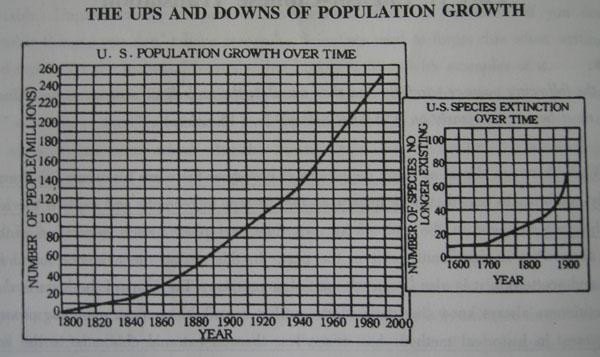 THE UPS AND DOWNS OF POPULATION GROWTH
U. S. POPULATION GROWTH OVER TIME
NUMBER OF PEOPLE(MILLIONS)
260
240
220
200
180
160
140
120
100
80
60
40
20
0
1800 1820 1840 1860 1880 1900 1920 1940 1960 1980 2000
YEAR
U.S. SPECIES EXTINCTION
OVER TIME
NUMBER OF SPECIES NO
LONGER EXISTING
100
80
60
40
20
0
1600 1700 1800 1900
YEAR